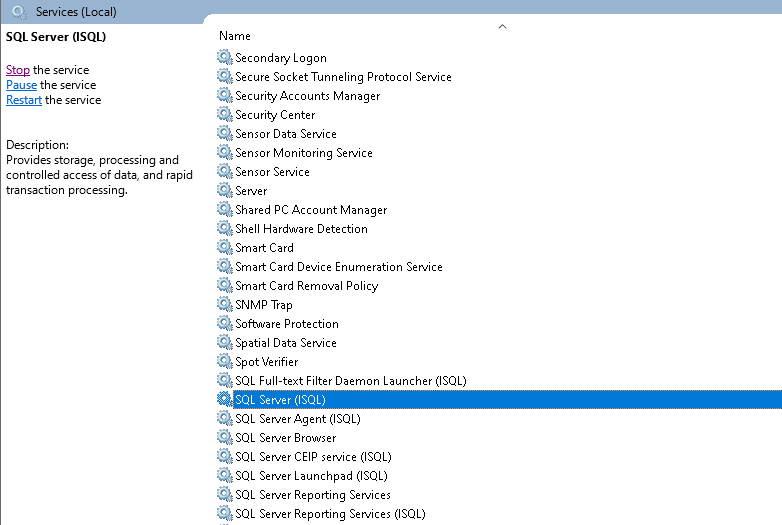 Services (Local)
SQL Server (ISQL)
Stop the service
Pause the service
Restart the service
Description:
Provides storage, processing and
controlled access of data, and rapid
transaction processing.
Name
Secondary Logon
Secure Socket Tunneling Protocol Service
Security Accounts Manager
Security Center
Sensor Data Service
Sensor Monitoring Service
Sensor Service
Server
Shared PC Account Manager
Shell Hardware Detection
Smart Card
Smart Card Device Enumeration Service
Smart Card Removal Policy
SNMP Trap
Software Protection
Spatial Data Service
Spot Verifier
SQL Full-text Filter Daemon Launcher (ISQL)
SQL Server (ISQL)
SQL Server Agent (ISQL)
SQL Server Browser
SQL Server CEIP service (ISQL)
SQL Server Launchpad (ISQL)
SQL Server Reporting Services
SQL Server Reporting Services (ISQL)